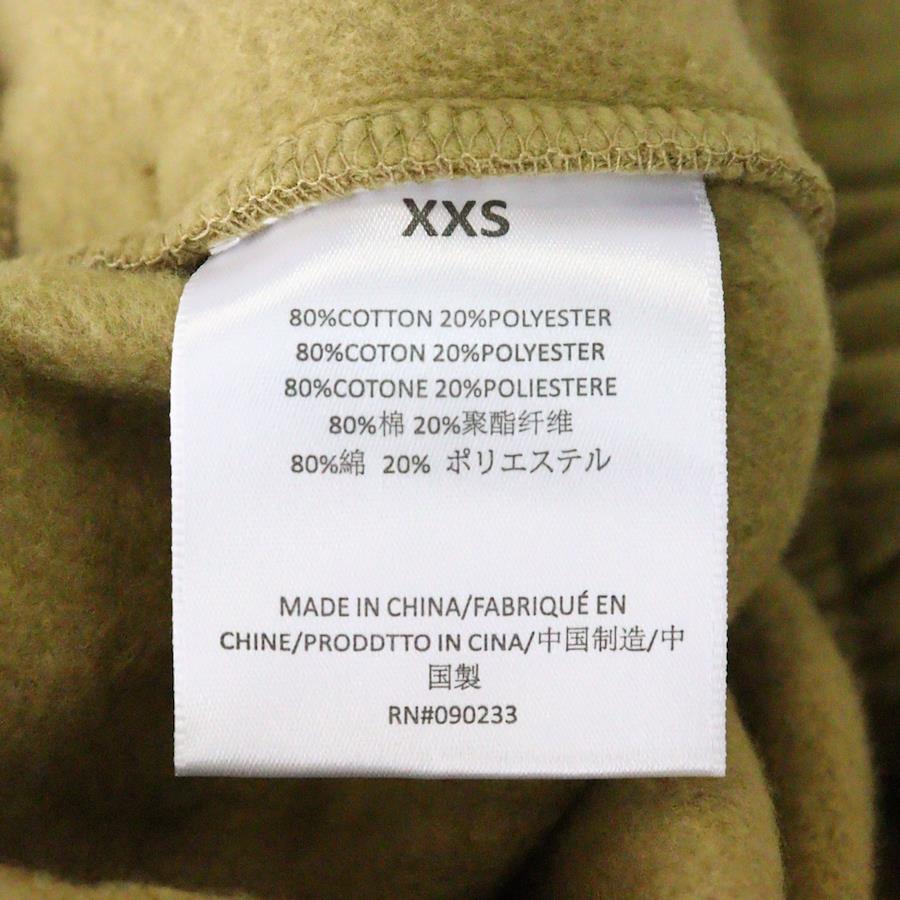 XXS
80%COTTON 20%POLYESTER
80%COTON 20%POLYESTER
80%COTONE 20%POLIESTERE
80%棉 20%聚酯纤维
80%綿 20% ポリエステル
MADE IN CHINA/FABRIQUÉ EN
CHINE/PRODDTTO IN CINA/中国制造/中
国製
RN#090233